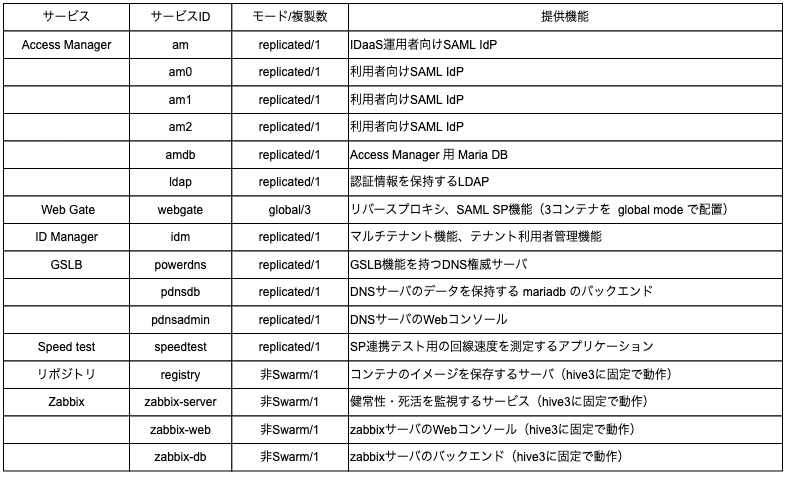 サービス サービスID モード/複製数 提供機能
Access Manager am replicated/1 IDaaS運用者向けSAML IdP
am0 replicated/1 利用者向けSAML IdP
am1 replicated/1 利用者向けSAML IdP
am2 replicated/1 利用者向けSAML IdP
amdb replicated/1 Access Manager 用 Maria DB
ldap replicated/1 認証情報を保持するLDAP
Web Gate webgate global/3 リバースプロキシ、SAML SP機能（3コンテナを global mode で配置）
ID Manager idm replicated/1 マルチテナント機能、テナント利用者管理機能
GSLB powerdns replicated/1 GSLB機能を持つDNS権威サーバ
pdnsdb replicated/1 DNSサーバのデータを保持する mariadb のバックエンド
pdnsadmin replicated/1 DNSサーバのWebコンソール
Speed test speedtest replicated/1 SP連携テスト用の回線速度を測定するアプリケーション
リポジトリ registry 非Swarm/1 コンテナのイメージを保存するサーバ（hive3に固定で動作）
Zabbix zabbix-server 非Swarm/1 健常性・死活を監視するサービス（hive3に固定で動作）
zabbix-web 非Swarm/1 zabbixサーバのWebコンソール（hive3に固定で動作）
zabbix-db 非Swarm/1 zabbixサーバのバックエンド（hive3に固定で動作）